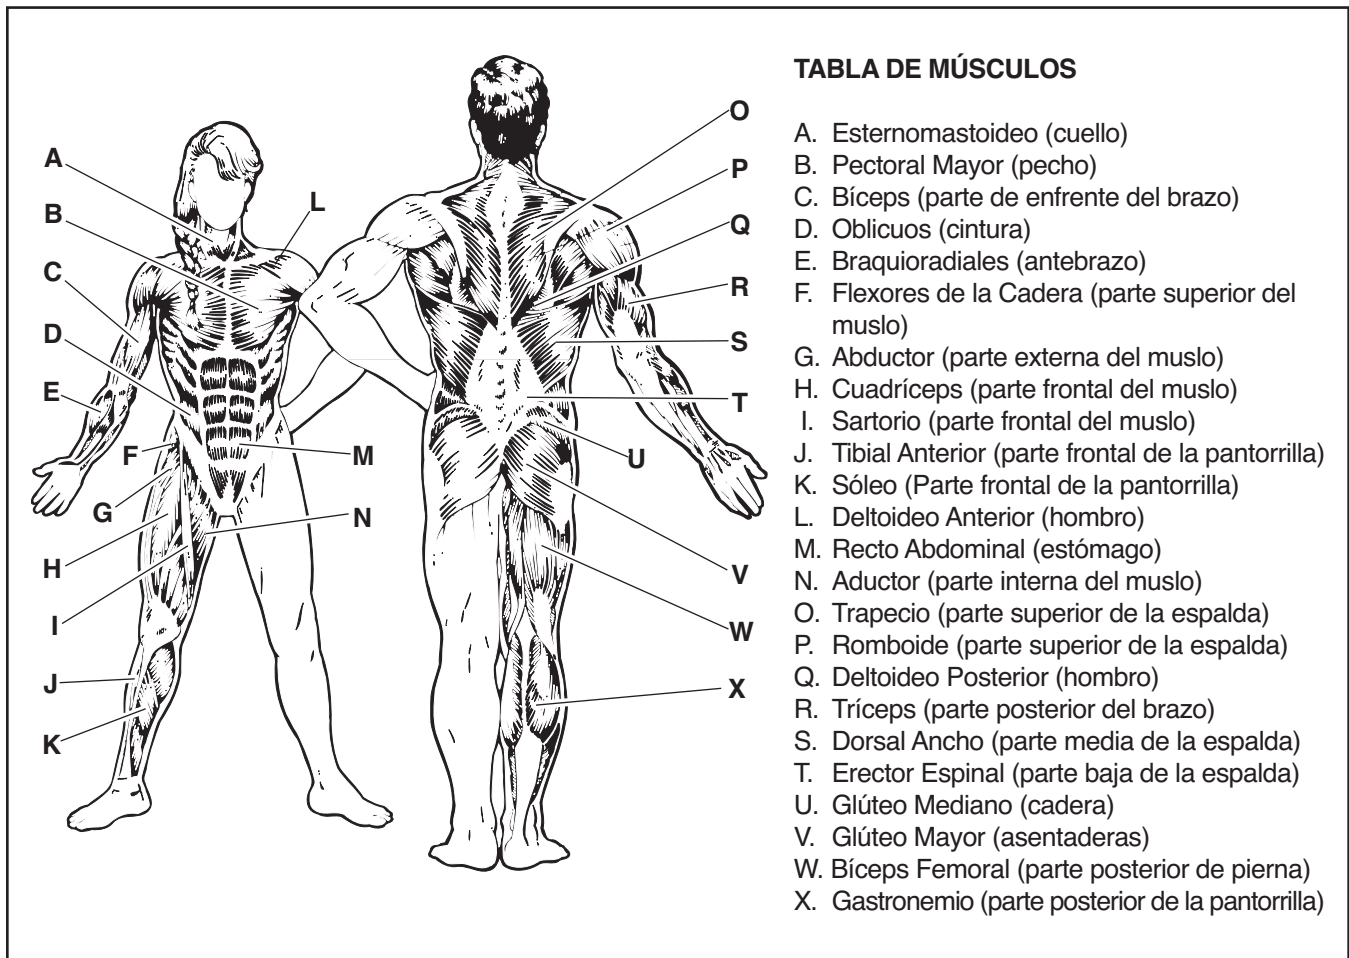 TABLA DE MÚSCULOS
A. Esternomastoideo (cuello)
B. Pectoral Mayor (pecho)
C. Bíceps (parte de enfrente del brazo)
D. Oblicuos (cintura)
E. Braquioradiales (antebrazo)
F. Flexores de la Cadera (parte superior del
muslo)
G. Abductor (parte externa del muslo)
H. Cuadríceps (parte frontal del muslo)
I. Sartorio (parte frontal del muslo)
J. Tibial Anterior (parte frontal de la pantorrilla)
K. Sóleo (Parte frontal de la pantorrilla)
L. Deltoideo Anterior (hombro)
M. Recto Abdominal (estómago)
N. Aductor (parte interna del muslo)
O. Trapecio (parte superior de la espalda)
P. Romboide (parte superior de la espalda)
Q. Deltoideo Posterior (hombro)
R. Tríceps (parte posterior del brazo)
S. Dorsal Ancho (parte media de la espalda)
T. Erector Espinal (parte baja de la espalda)
U. Glúteo Mediano (cadera)
V. Glúteo Mayor (asentaderas)
W. Bíceps Femoral (parte posterior de pierna)
X. Gastronemio (parte posterior de la pantorrilla)
A
B
C
D
E
F
G
H
I
J
K
L
M
N
O
P
Q
R
S
T
U
V
W
X